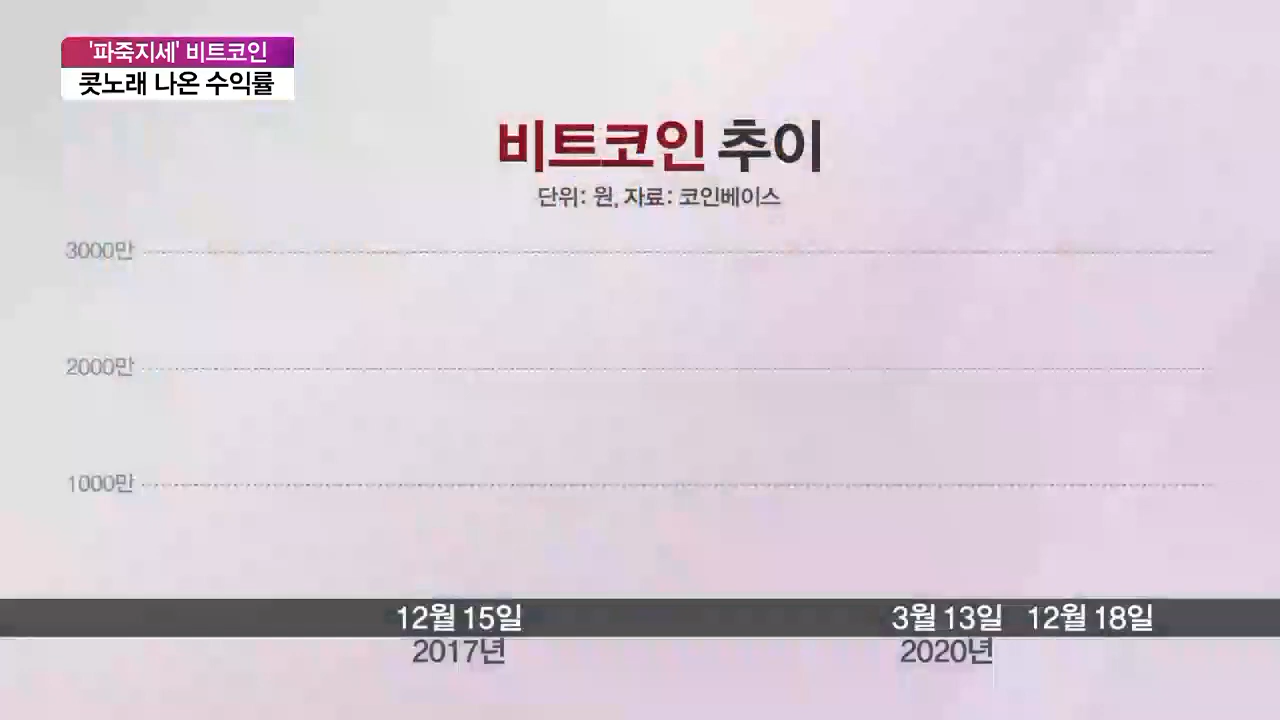 '파죽지세' 비트코인
콧노래 나온 수익률
비트코인 추이
단위: 원, 자료: 코인베이스
3000만
2000만
1000만
12월 15일 3월 13일 12월 18일
2017년 2020년